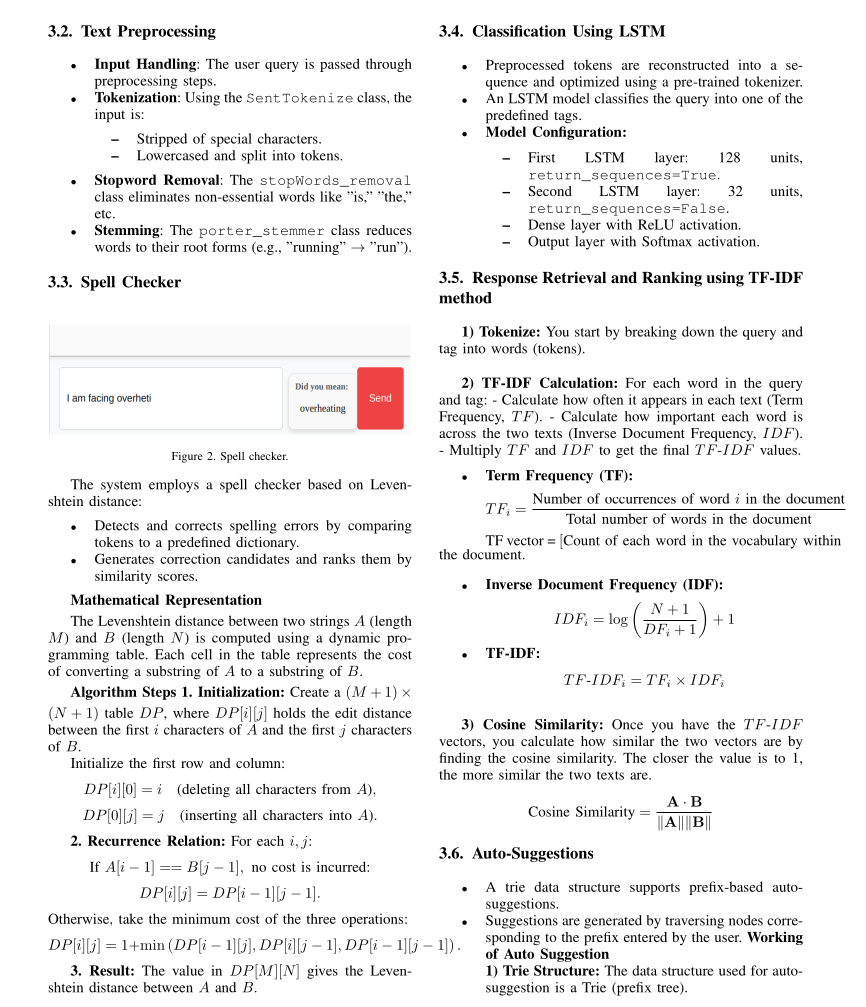 3.2. Text Preprocessing
• Input Handling: The user query is passed through
preprocessing steps.
• Tokenization: Using the SentTokenize class, the
input is:
– Stripped of special characters.
– Lowercased and split into tokens.
• Stopword Removal: The stopWords_removal
class eliminates non-essential words like ”is,” ”the,”
etc.
• Stemming: The porter_stemmer class reduces
words to their root forms (e.g., ”running” → ”run”).
3.3. Spell Checker
I am facing overheti
Did you mean:
overheating
Send
Figure 2. Spell checker.
The system employs a spell checker based on Leven-
shtein distance:
• Detects and corrects spelling errors by comparing
tokens to a predefined dictionary.
• Generates correction candidates and ranks them by
similarity scores.
Mathematical Representation
The Levenshtein distance between two strings A (length
M) and B (length N) is computed using a dynamic pro-
gramming table. Each cell in the table represents the cost
of converting a substring of A to a substring of B.
Algorithm Steps 1. Initialization: Create a (M + 1) ×
(N + 1) table DP, where DP[i][j] holds the edit distance
between the first i characters of A and the first j characters
of B.
Initialize the first row and column:
DP[i][0] = i (deleting all characters from A),
DP[0][j] = j (inserting all characters into A).
2. Recurrence Relation: For each i, j:
If A[i − 1] == B[j − 1], no cost is incurred:
DP[i][j] = DP[i − 1][j − 1].
Otherwise, take the minimum cost of the three operations:
DP[i][j] = 1+min (DP[i − 1][j], DP[i][j − 1], DP[i − 1][j − 1]) .
3. Result: The value in DP[M][N] gives the Leven-
shtein distance between A and B.
3.4. Classification Using LSTM
• Preprocessed tokens are reconstructed into a se-
quence and optimized using a pre-trained tokenizer.
• An LSTM model classifies the query into one of the
predefined tags.
• Model Configuration:
– First LSTM layer: 128 units,
return_sequences=True.
– Second LSTM layer: 32 units,
return_sequences=False.
– Dense layer with ReLU activation.
– Output layer with Softmax activation.
3.5. Response Retrieval and Ranking using TF-IDF
method
1) Tokenize: You start by breaking down the query and
tag into words (tokens).
2) TF-IDF Calculation: For each word in the query
and tag: - Calculate how often it appears in each text (Term
Frequency, TF). - Calculate how important each word is
across the two texts (Inverse Document Frequency, IDF).
- Multiply TF and IDF to get the final TF-IDF values.
• Term Frequency (TF):
TF_i = Number of occurrences of word i in the document / Total number of words in the document
TF vector = [Count of each word in the vocabulary within
the document.
• Inverse Document Frequency (IDF):
IDF_i = log ( (N + 1) / (DF_i + 1) ) + 1
• TF-IDF:
TF-IDF_i = TF_i × IDF_i
3) Cosine Similarity: Once you have the TF-IDF
vectors, you calculate how similar the two vectors are by
finding the cosine similarity. The closer the value is to 1,
the more similar the two texts are.
Cosine Similarity = A · B / ∥A∥∥B∥
3.6. Auto-Suggestions
• A trie data structure supports prefix-based auto-
suggestions.
• Suggestions are generated by traversing nodes corre-
sponding to the prefix entered by the user. Working
of Auto Suggestion
1) Trie Structure: The data structure used for auto-
suggestion is a Trie (prefix tree).